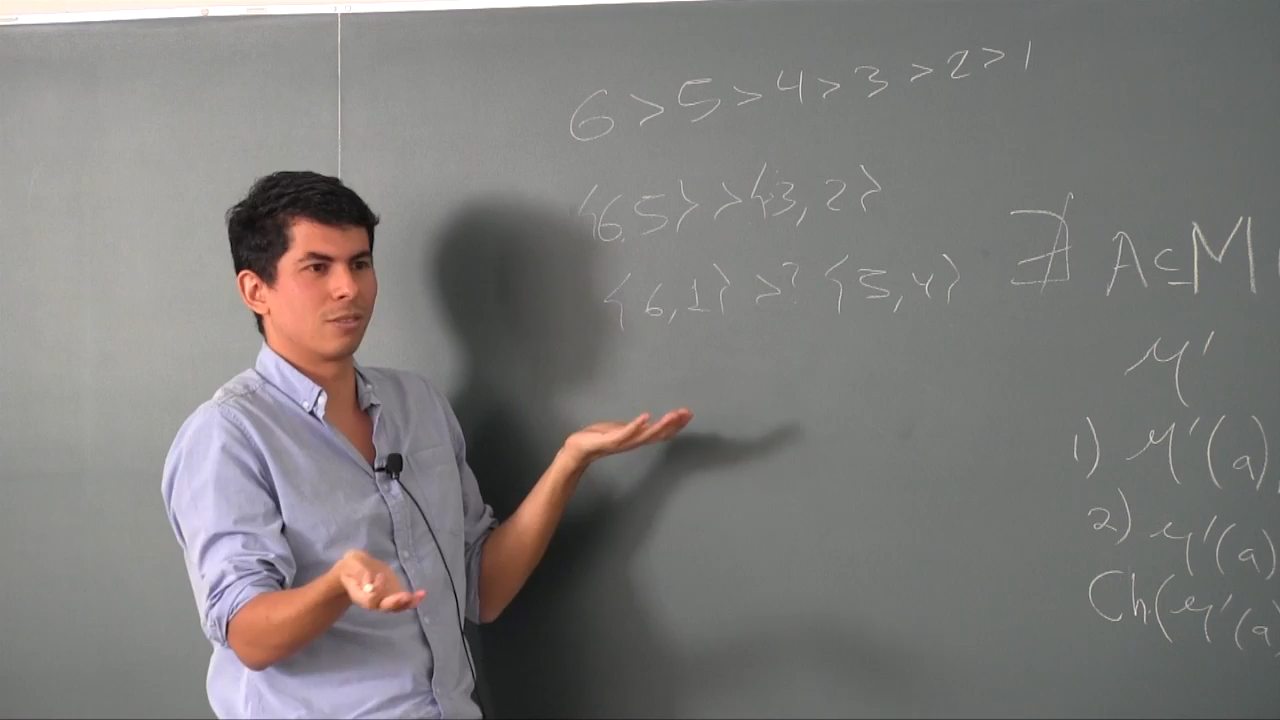 6 > 5 > 4 > 3 > 2 > 1
{6,5} > {3,2}
{6,1} >? {5,4}
∄ A ⊆ M
μ'
1) μ'(a)
2) μ'(a)
Ch(μ'(a)